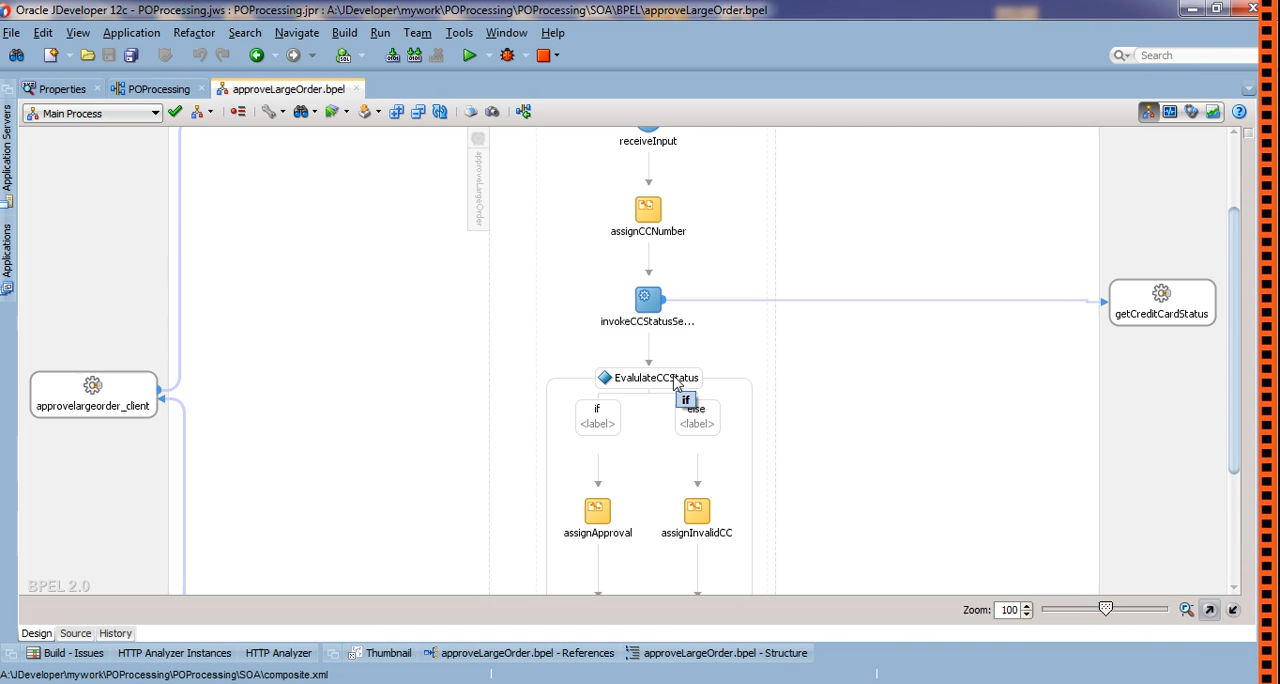 Oracle JDeveloper 12c - POProcessing.jws : POProcessing.jpr : A:\JDeveloper\mywork\POProcessing\POProcessing\SOA\BPEL\approveLargeOrder.bpel
File Edit View Application Refactor Search Navigate Build Run Team Tools Window Help
Search
Properties POProcessing approveLargeOrder.bpel
Main Process
Application Servers
Applications
approveLargeOrder
receiveInput
assignCCNumber
invokeCCStatusSe...
getCreditCardStatus
EvalulateCCStatus
if
approvelargeorder_client
if else
<label> <label>
assignApproval assignInvalidCC
BPEL 2.0
Zoom: 100
Design Source History
Build - Issues HTTP Analyzer Instances HTTP Analyzer Thumbnail approveLargeOrder.bpel - References approveLargeOrder.bpel - Structure
A:\JDeveloper\mywork\POProcessing\POProcessing\SOA\composite.xml